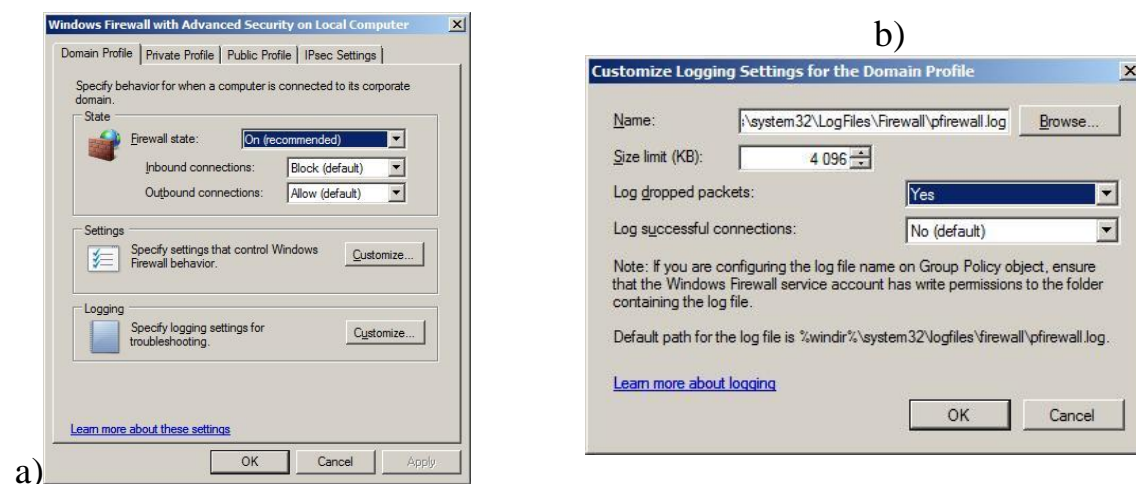 Windows Firewall with Advanced Security on Local Computer
Domain Profile Private Profile Public Profile IPsec Settings
Specify behavior for when a computer is connected to its corporate
domain.
State
Firewall state: On (recommended)
Inbound connections: Block (default)
Outbound connections: Allow (default)
Settings
Specify settings that control Windows
Firewall behavior.
Customize...
Logging
Specify logging settings for
troubleshooting.
Customize...
Learn more about these settings
OK Cancel Apply
a)
b)
Customize Logging Settings for the Domain Profile
Name: \system32\LogFiles\Firewall\pfirewall.log Browse...
Size limit (KB): 4 096
Log dropped packets: Yes
Log successful connections: No (default)
Note: If you are configuring the log file name on Group Policy object, ensure
that the Windows Firewall service account has write permissions to the folder
containing the log file.
Default path for the log file is %windir%\system32\logfiles\firewall\pfirewall.log.
Learn more about logging
OK Cancel